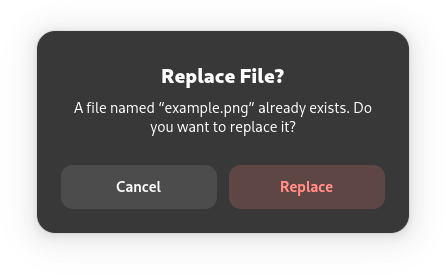 Replace File?
A file named “example.png” already exists. Do
you want to replace it?
Cancel
Replace